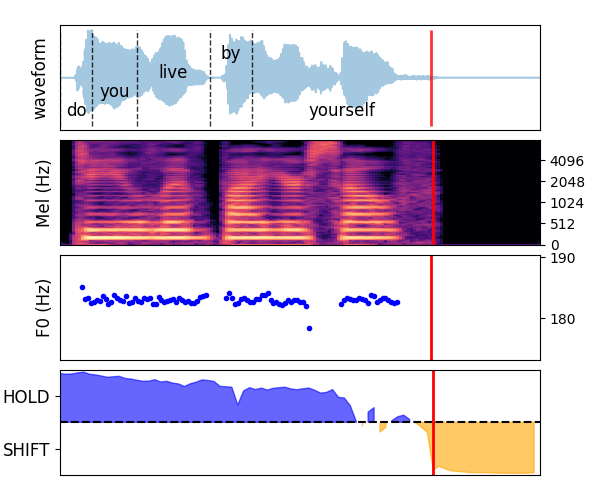 waveform
do
you
live
by
yourself
Mel (Hz)
4096
2048
1024
512
0
F0 (Hz)
190
180
HOLD
SHIFT